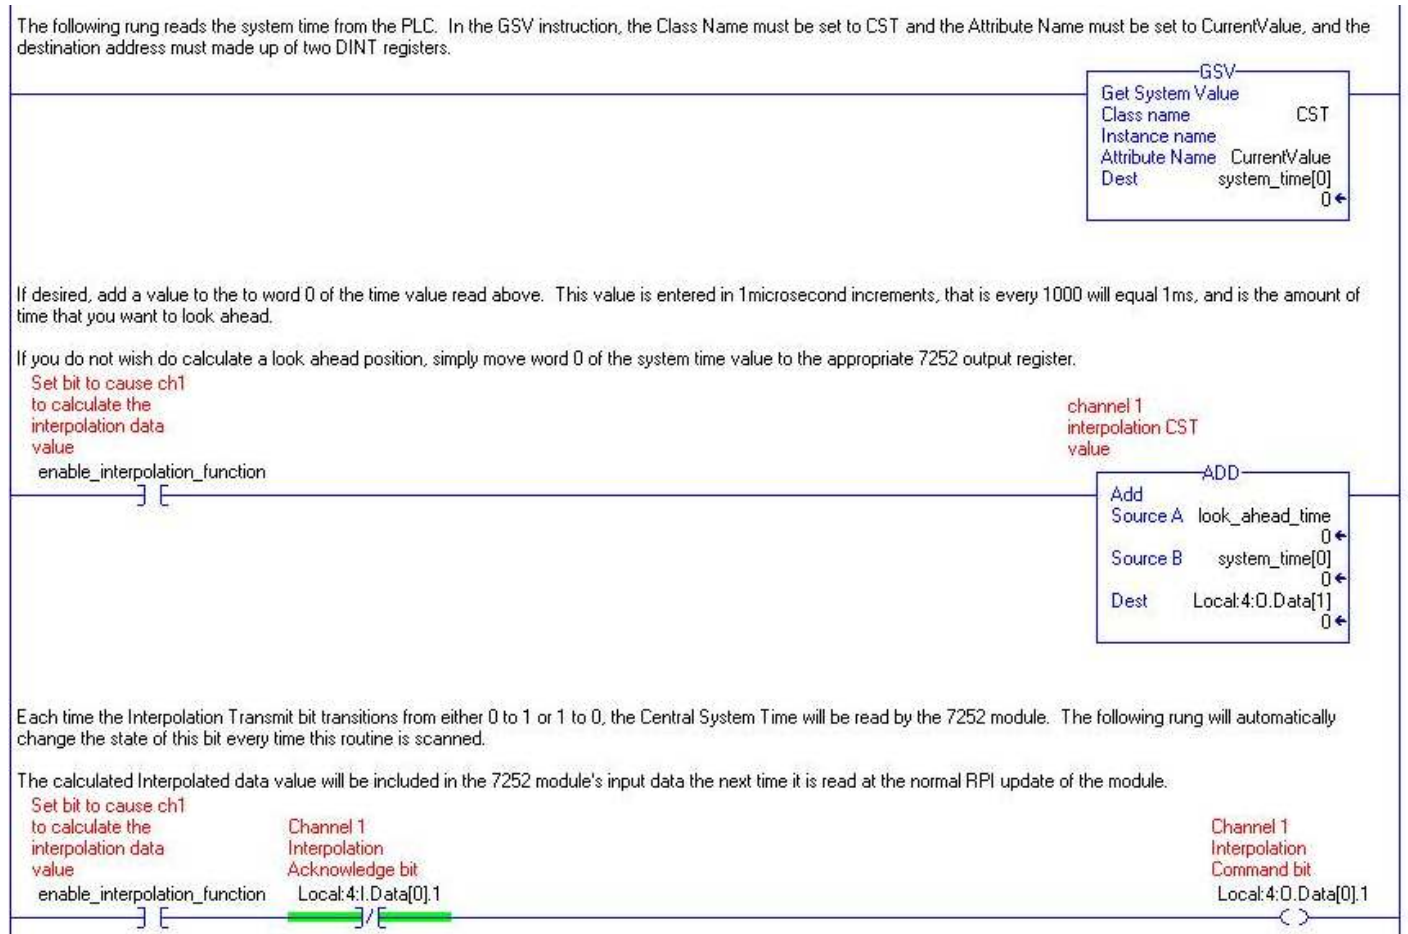 The following rung reads the system time from the PLC.  In the GSV instruction, the Class Name must be set to CST and the Attribute Name must be set to CurrentValue, and the
destination address must made up of two DINT registers.
GSV
Get System Value
Class name CST
Instance name
Attribute Name CurrentValue
Dest system_time[0]
0
If desired, add a value to the to word 0 of the time value read above.  This value is entered in 1microsecond increments, that is every 1000 will equal 1ms, and is the amount of
time that you want to look ahead.
If you do not wish do calculate a look ahead position, simply move word 0 of the system time value to the appropriate 7252 output register.
Set bit to cause ch1
to calculate the
interpolation data
value
enable_interpolation_function
channel 1
interpolation CST
value
ADD
Add
Source A look_ahead_time
0
Source B system_time[0]
0
Dest Local:4:O.Data[1]
0
Each time the Interpolation Transmit bit transitions from either 0 to 1 or 1 to 0, the Central System Time will be read by the 7252 module.  The following rung will automatically
change the state of this bit every time this routine is scanned.
The calculated Interpolated data value will be included in the 7252 module's input data the next time it is read at the normal RPI update of the module.
Set bit to cause ch1
to calculate the
interpolation data
value
enable_interpolation_function
Channel 1
Interpolation
Acknowledge bit
Local:4:I.Data[0].1
Channel 1
Interpolation
Command bit
Local:4:O.Data[0].1